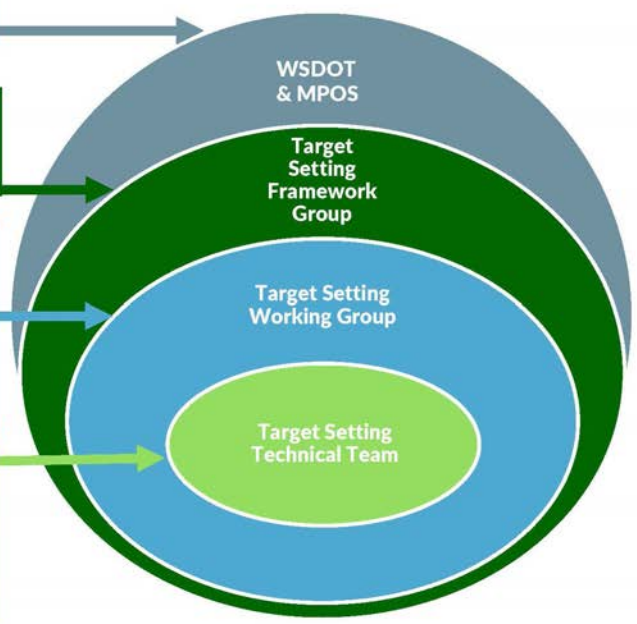 WSDOT
& MPOS
Target
Setting
Framework
Group
Target Setting
Working Group
Target Setting
Technical Team